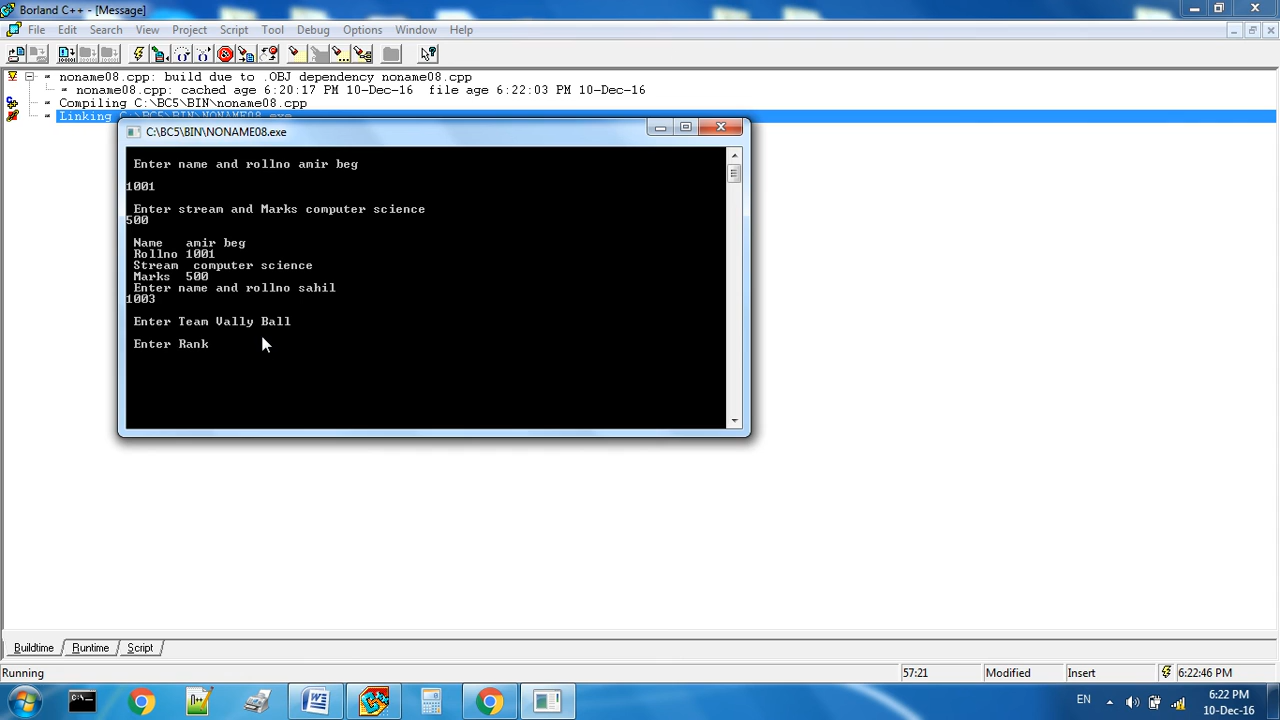 Borland C++ - [Message]
File Edit Search View Project Script Tool Debug Options Window Help
noname08.cpp: build due to .OBJ dependency noname08.cpp
noname08.cpp: cached age 6:20:17 PM 10-Dec-16 file age 6:22:03 PM 10-Dec-16
Compiling C:\BC5\BIN\noname08.cpp
Linking C:\BC5\BIN\NONAME08.exe
C:\BC5\BIN\NONAME08.exe
Enter name and rollno amir beg
1001
Enter stream and Marks computer science
500
Name amir beg
Rollno 1001
Stream computer science
Marks 500
Enter name and rollno sahil
1003
Enter Team Vally Ball
Enter Rank
Buildtime Runtime Script
Running 57:21 Modified Insert 6:22:46 PM
EN 6:22 PM
10-Dec-16